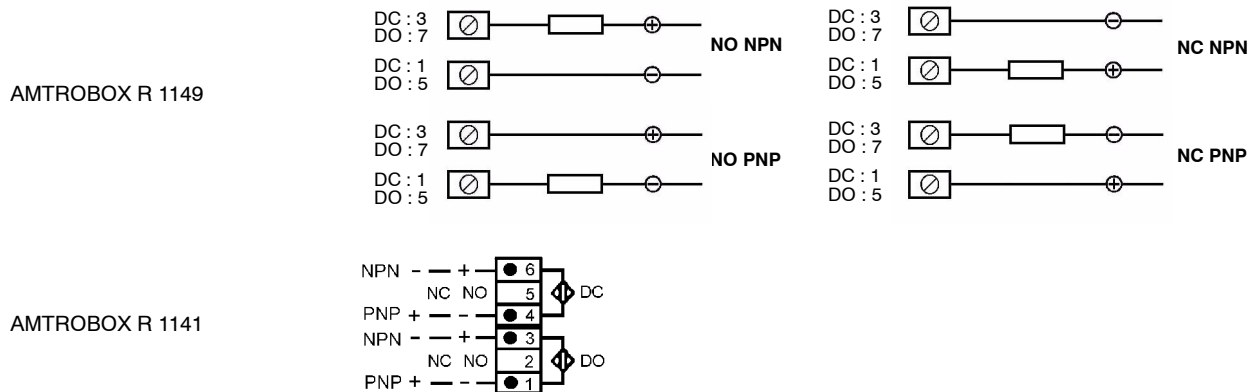 DC : 3
DO : 7
NO NPN
DC : 1
DO : 5
DC : 3
DO : 7
NC NPN
DC : 1
DO : 5
AMTROBOX R 1149
DC : 3
DO : 7
NO PNP
DC : 1
DO : 5
DC : 3
DO : 7
NC PNP
DC : 1
DO : 5
AMTROBOX R 1141
NPN - + 6
NC NO 5 DC
PNP + - 4
NPN - + 3
NC NO 2 DO
PNP + - 1